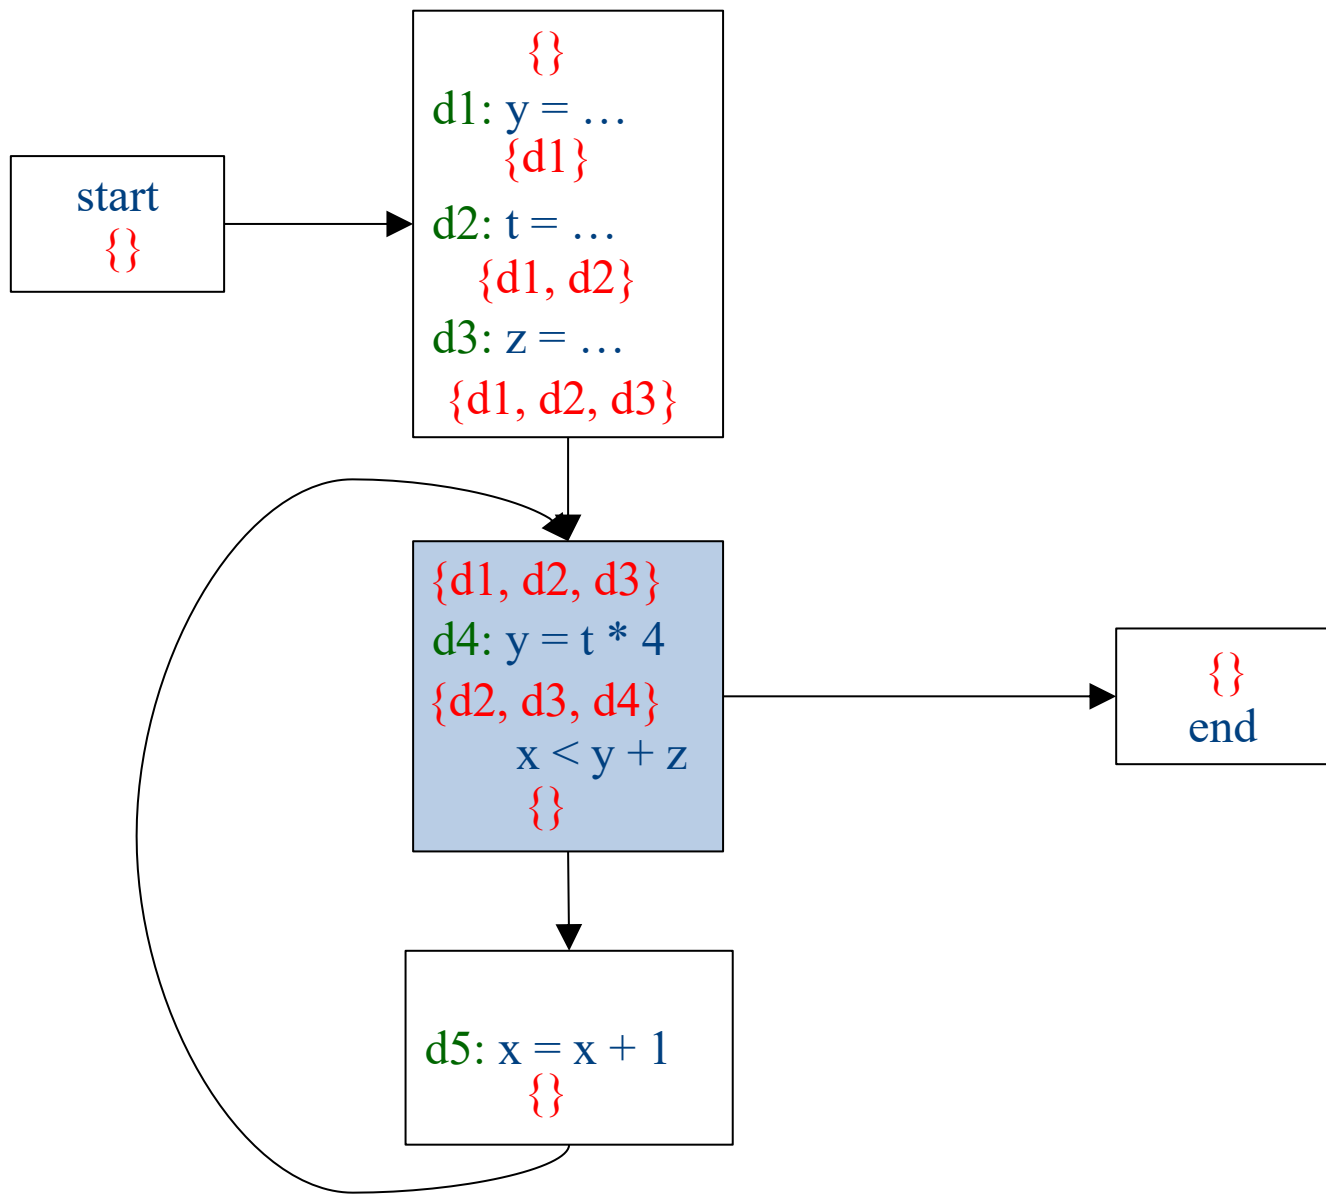 start
{}
{}
d1: y = …
{d1}
d2: t = …
{d1, d2}
d3: z = …
{d1, d2, d3}
{d1, d2, d3}
d4: y = t * 4
{d2, d3, d4}
x < y + z
{}
{}
end
d5: x = x + 1
{}